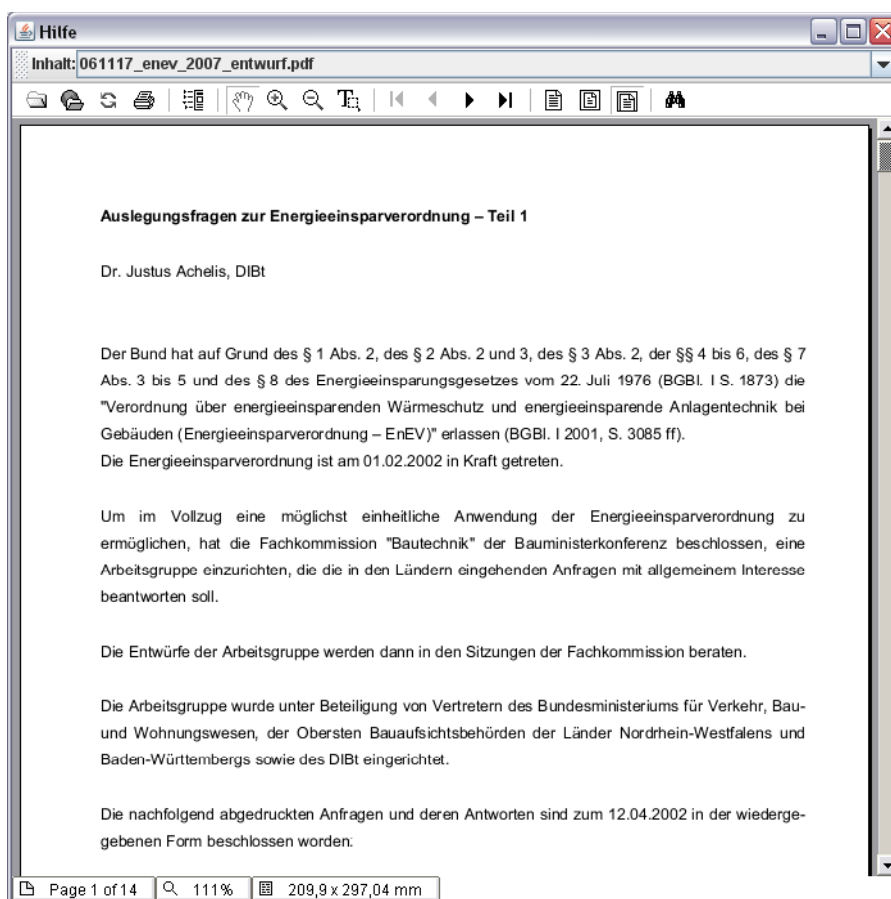 Hilfe
Inhalt: 061117_enev_2007_entwurf.pdf
Auslegungsfragen zur Energieeinsparverordnung – Teil 1
Dr. Justus Achelis, DIBt
Der Bund hat auf Grund des § 1 Abs. 2, des § 2 Abs. 2 und 3, des § 3 Abs. 2, der §§ 4 bis 6, des § 7
Abs. 3 bis 5 und des § 8 des Energieeinsparungsgesetzes vom 22. Juli 1976 (BGBl. I S. 1873) die
"Verordnung über energieeinsparenden Wärmeschutz und energieeinsparende Anlagentechnik bei
Gebäuden (Energieeinsparverordnung – EnEV)" erlassen (BGBl. I 2001, S. 3085 ff).
Die Energieeinsparverordnung ist am 01.02.2002 in Kraft getreten.
Um im Vollzug eine möglichst einheitliche Anwendung der Energieeinsparverordnung zu
ermöglichen, hat die Fachkommission "Bautechnik" der Bauministerkonferenz beschlossen, eine
Arbeitsgruppe einzurichten, die die in den Ländern eingehenden Anfragen mit allgemeinem Interesse
beantworten soll.
Die Entwürfe der Arbeitsgruppe werden dann in den Sitzungen der Fachkommission beraten.
Die Arbeitsgruppe wurde unter Beteiligung von Vertretern des Bundesministeriums für Verkehr, Bau-
und Wohnungswesen, der Obersten Bauaufsichtsbehörden der Länder Nordrhein-Westfalens und
Baden-Württembergs sowie des DIBt eingerichtet.
Die nachfolgend abgedruckten Anfragen und deren Antworten sind zum 12.04.2002 in der wiederge-
gebenen Form beschlossen worden:
Page 1 of 14 111% 209,9 x 297,04 mm